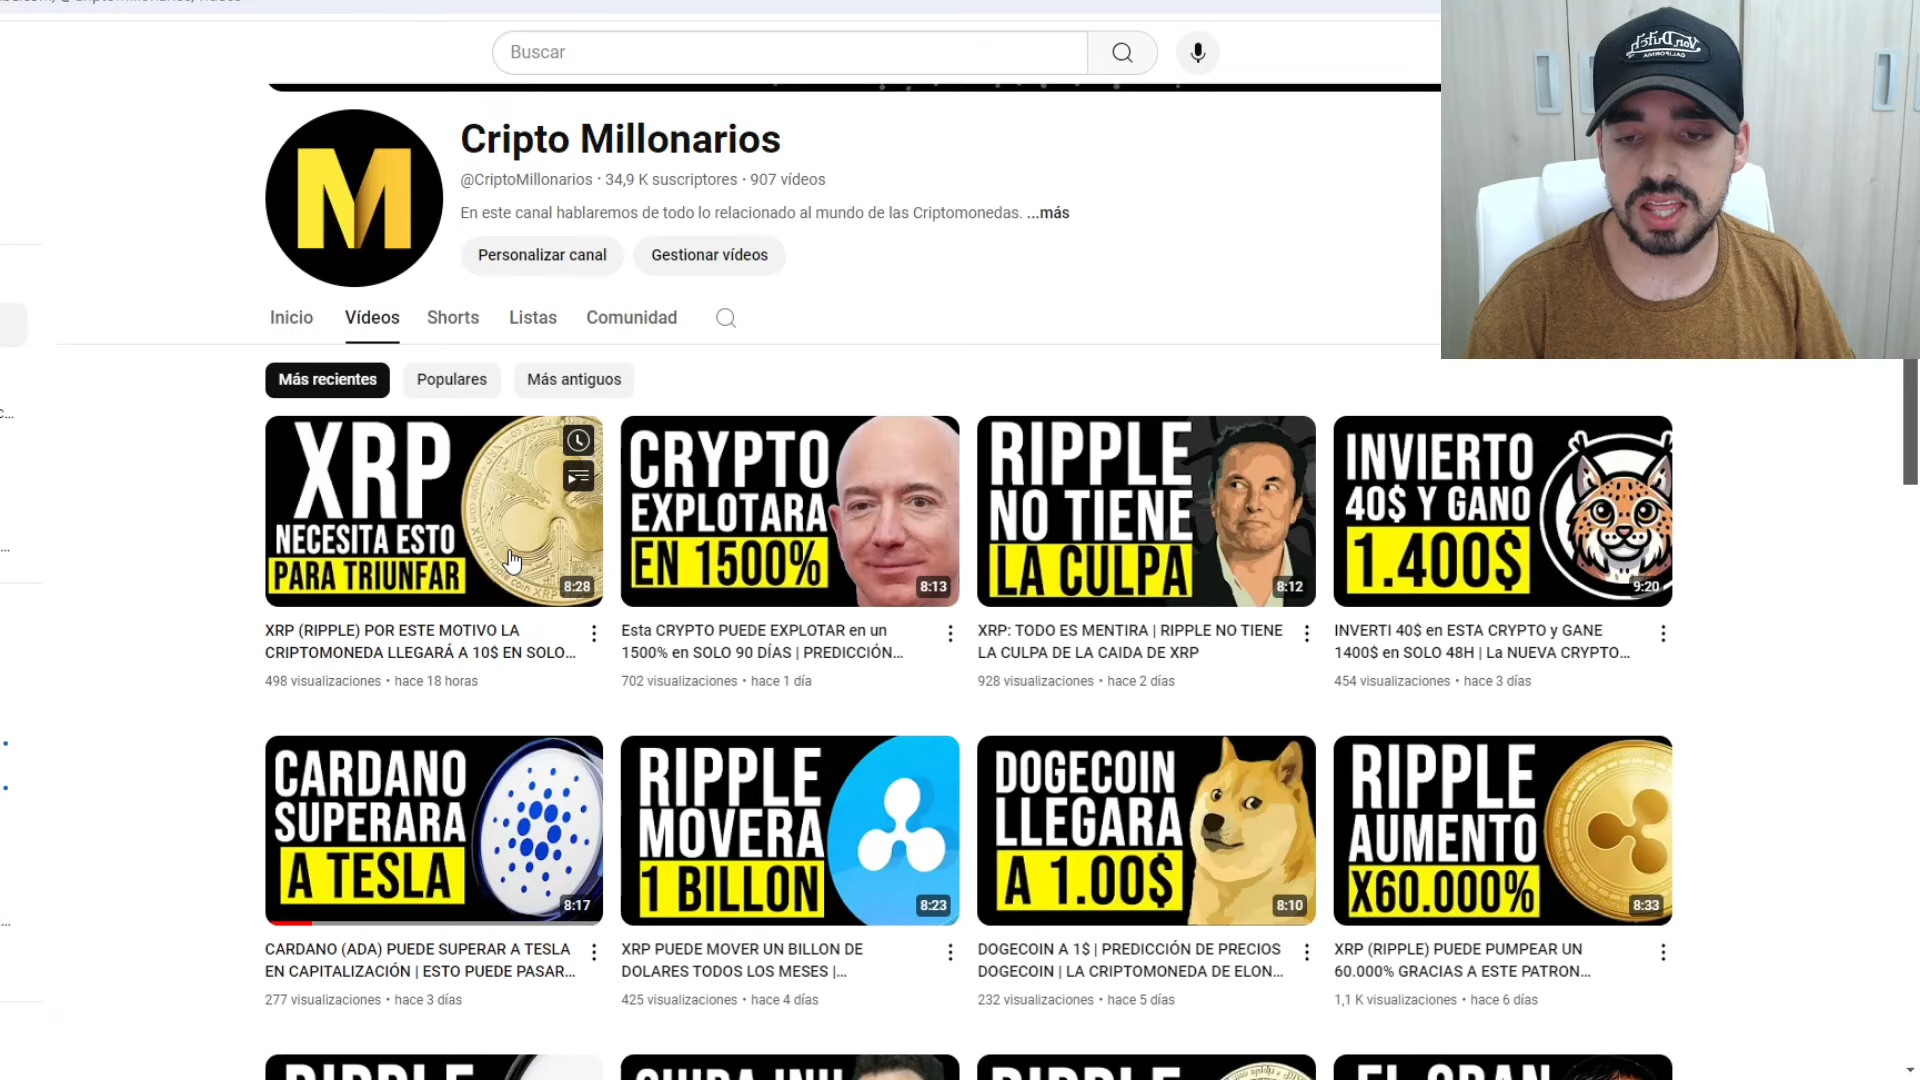 Buscar
Von Dutch
CALIFORNIA
M
Cripto Millonarios
@CriptoMillonarios · 34,9 K suscriptores · 907 vídeos
En este canal hablaremos de todo lo relacionado al mundo de las Criptomonedas. ...más
Personalizar canal
Gestionar vídeos
Inicio
Vídeos
Shorts
Listas
Comunidad
Más recientes
Populares
Más antiguos
XRP
NECESITA ESTO
PARA TRIUNFAR
8:28
CRYPTO
EXPLOTARA
EN 1500%
8:13
RIPPLE
NO TIENE
LA CULPA
8:12
INVIERTO
40$ Y GANO
1.400$
9:20
XRP (RIPPLE) POR ESTE MOTIVO LA
CRIPTOMONEDA LLEGARÁ A 10$ EN SOLO...
498 visualizaciones · hace 18 horas
Esta CRYPTO PUEDE EXPLOTAR en un
1500% en SOLO 90 DÍAS | PREDICCIÓN...
702 visualizaciones · hace 1 día
XRP: TODO ES MENTIRA | RIPPLE NO TIENE
LA CULPA DE LA CAIDA DE XRP
928 visualizaciones · hace 2 días
INVERTI 40$ en ESTA CRYPTO y GANE
1400$ en SOLO 48H | La NUEVA CRYPTO...
454 visualizaciones · hace 3 días
CARDANO
SUPERARA
A TESLA
8:17
RIPPLE
MOVERA
1 BILLON
8:23
DOGECOIN
LLEGARA
A 1.00$
8:10
RIPPLE
AUMENTO
X60.000%
8:33
CARDANO (ADA) PUEDE SUPERAR A TESLA
EN CAPITALIZACIÓN | ESTO PUEDE PASAR...
277 visualizaciones · hace 3 días
XRP PUEDE MOVER UN BILLON DE
DOLARES TODOS LOS MESES |...
425 visualizaciones · hace 4 días
DOGECOIN A 1$ | PREDICCIÓN DE PRECIOS
DOGECOIN | LA CRIPTOMONEDA DE ELON...
232 visualizaciones · hace 5 días
XRP (RIPPLE) PUEDE PUMPEAR UN
60.000% GRACIAS A ESTE PATRON...
1,1 K visualizaciones · hace 6 días
RIPPLE
SHIBA INU
RIPPLE
EL GRAN